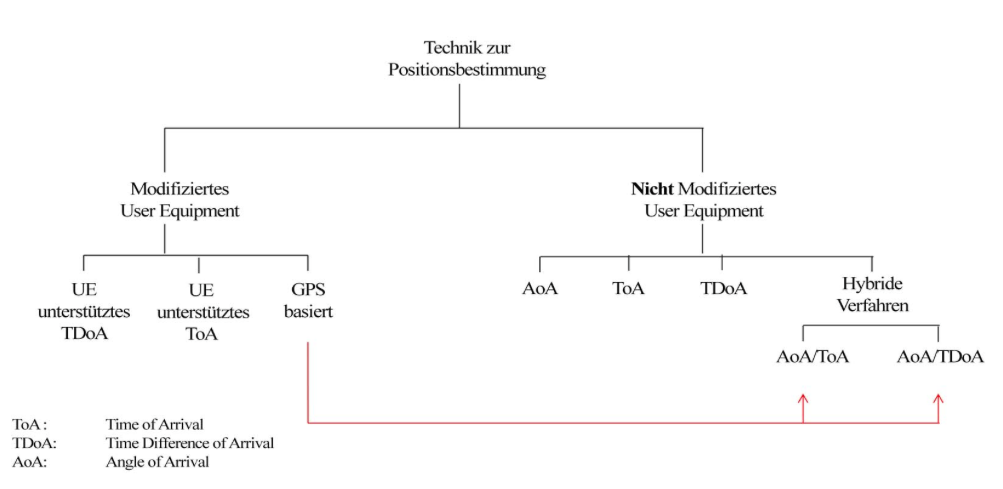 Technik zur
Positionsbestimmung
Modifiziertes
User Equipment
Nicht Modifiziertes
User Equipment
UE
unterstütztes
TDoA
UE
unterstütztes
ToA
GPS
basiert
AoA
ToA
TDoA
Hybride
Verfahren
AoA/ToA
AoA/TDoA
ToA : Time of Arrival
TDoA: Time Difference of Arrival
AoA: Angle of Arrival